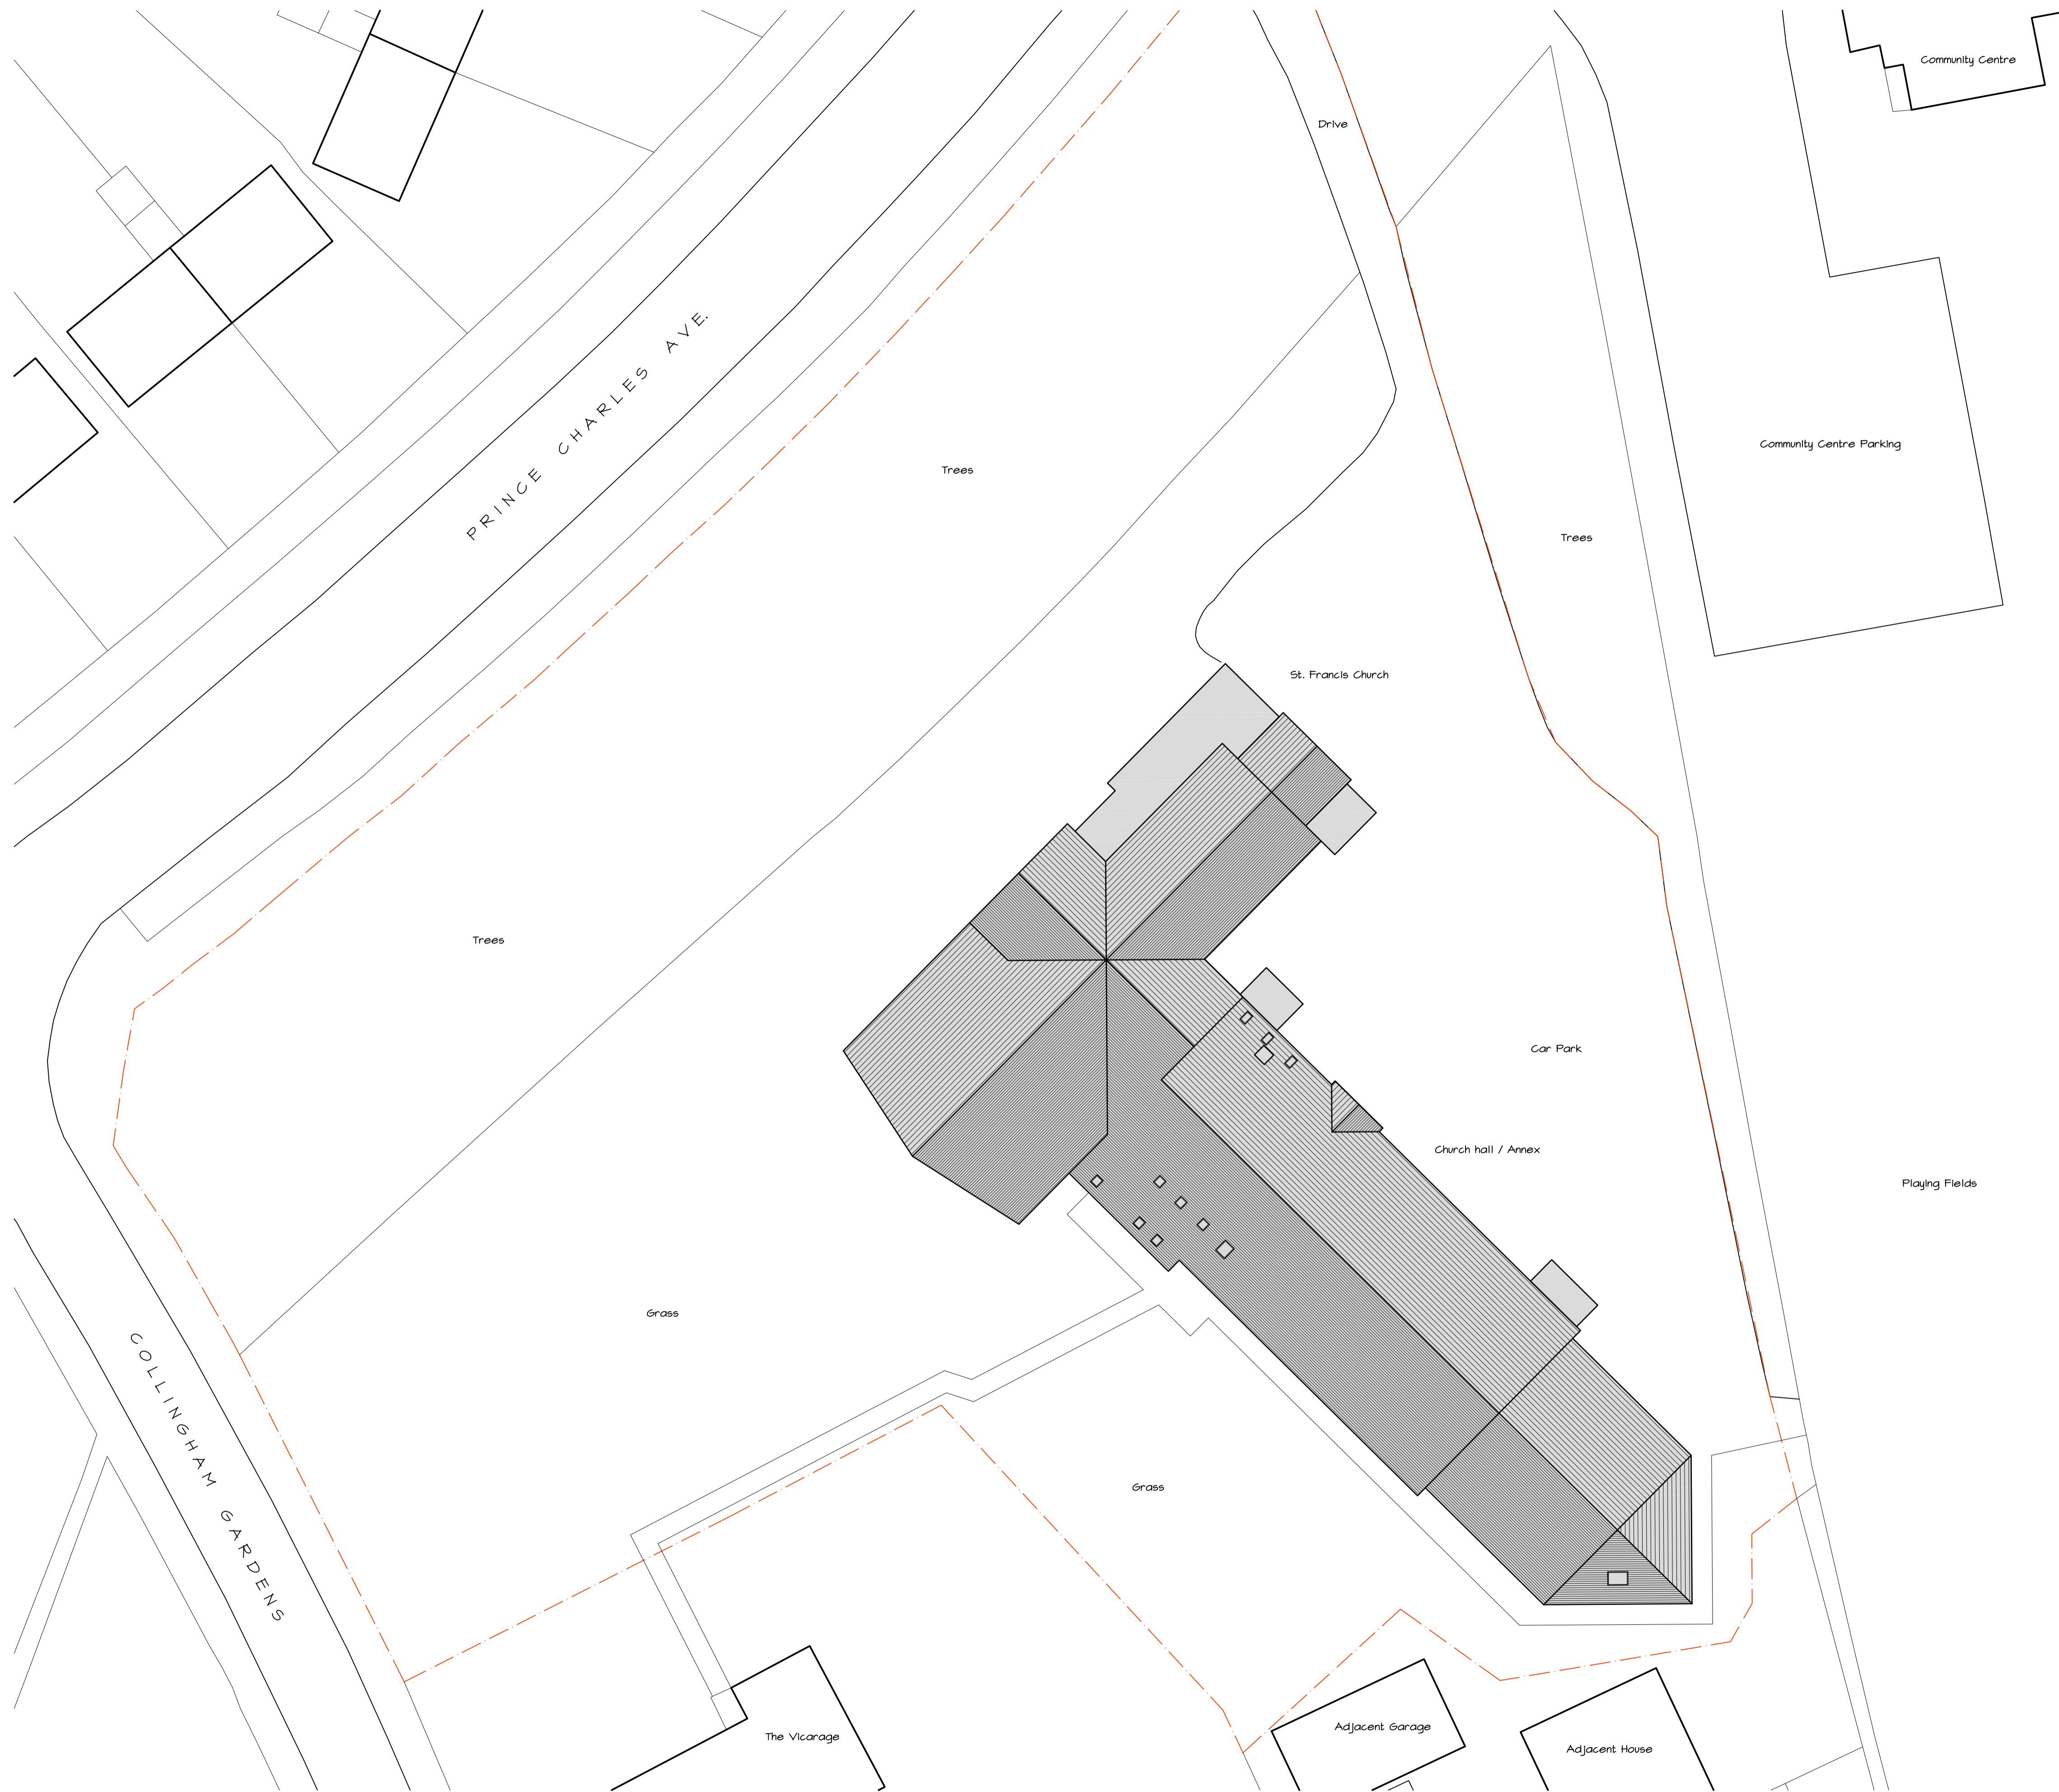 Community Centre
Drive
PRINCE CHARLES AVE.
Community Centre Parking
Trees
Trees
St. Francis Church
Trees
Car Park
Church hall / Annex
Playing Fields
Grass
COLLINGHAM GARDENS
Grass
The Vicarage
Adjacent Garage
Adjacent House